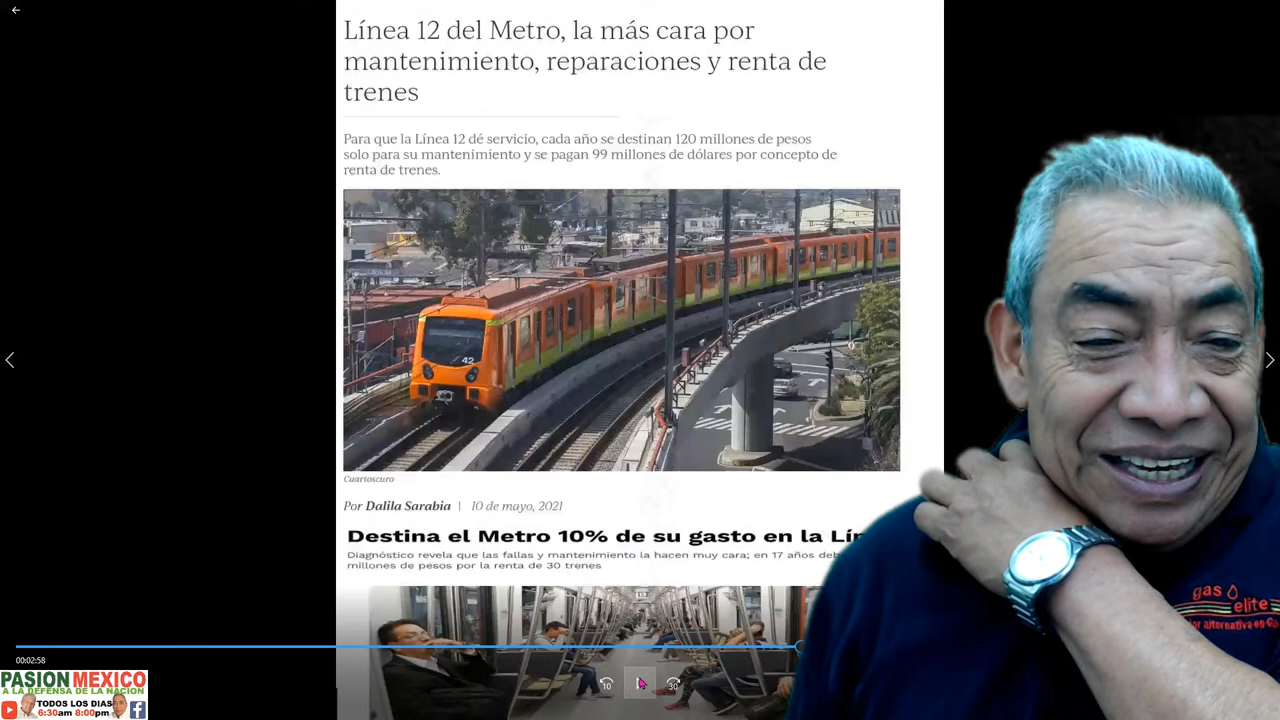 Línea 12 del Metro, la más cara por
mantenimiento, reparaciones y renta de
trenes
Para que la Línea 12 dé servicio, cada año se destinan 120 millones de pesos
solo para su mantenimiento y se pagan 99 millones de dólares por concepto de
renta de trenes.
42
Cuartoscuro
Por Dalila Sarabia | 10 de mayo, 2021
Destina el Metro 10% de su gasto en la
Diagnóstico revela que las fallas y mantenimiento la hacen muy cara; en 17 años
millones de pesos por la renta de 30 trenes
gas elite
alternativa en
00:02:58
10
30
PASION MEXICO
A LA DEFENSA DE LA NACION
TODOS LOS DIAS
6:30am 8:00pm